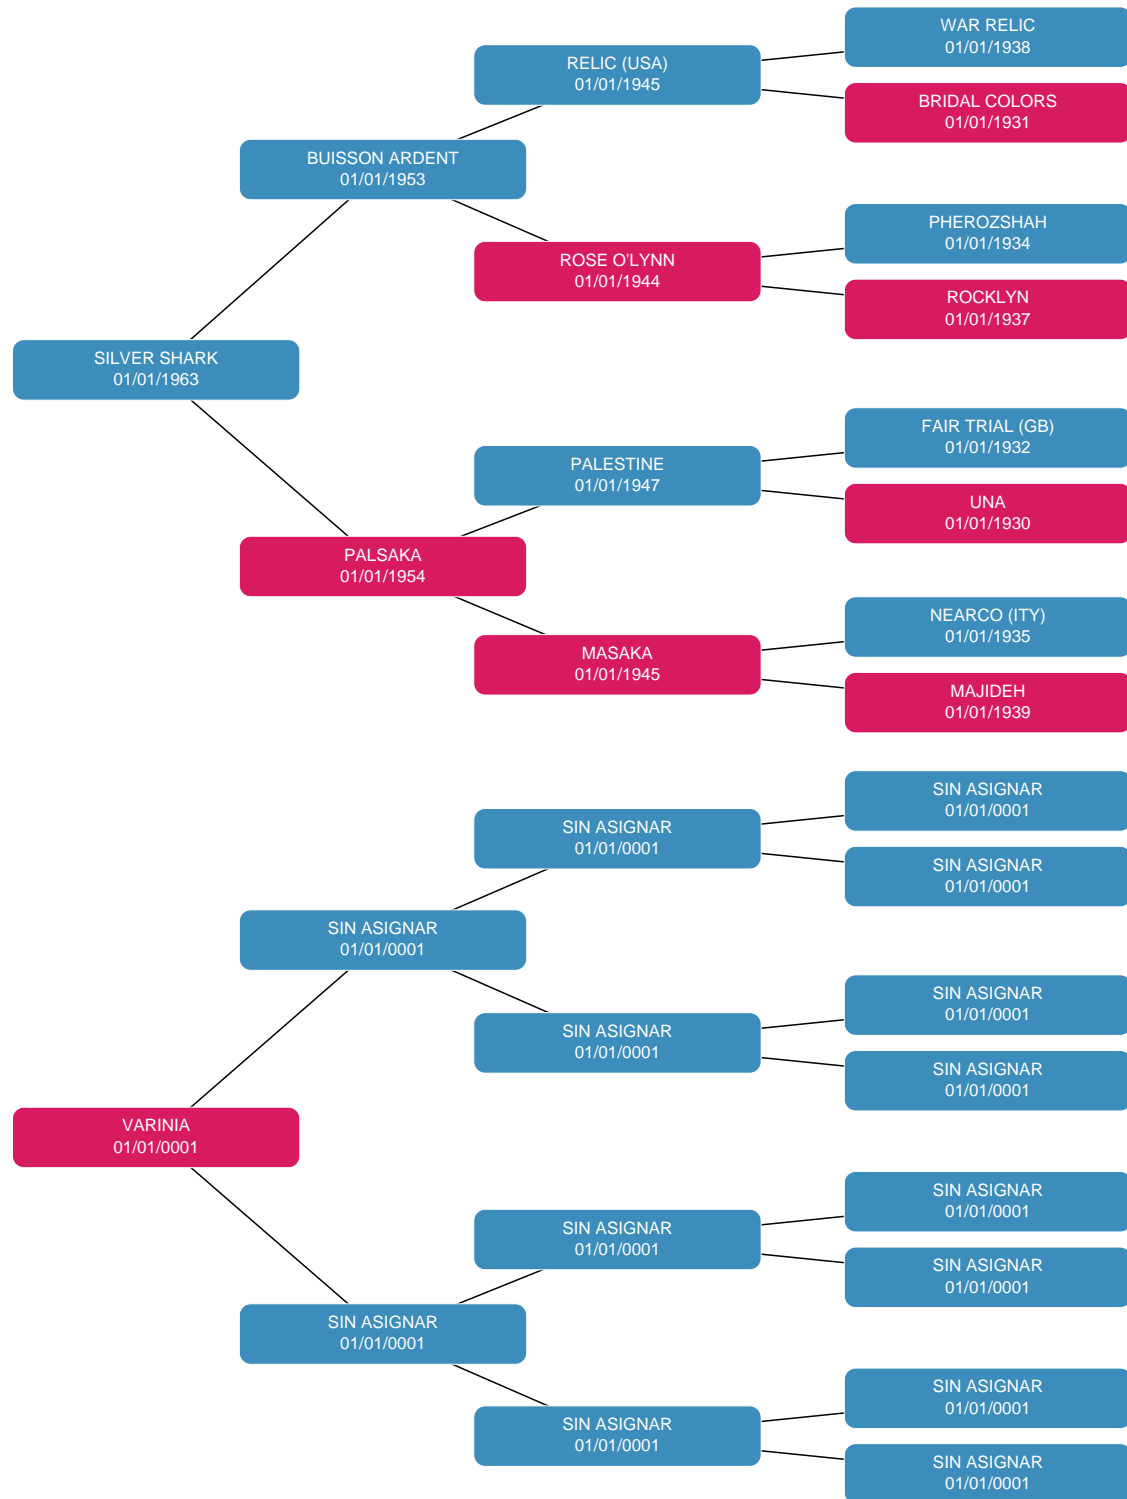 WAR RELIC
01/01/1938
RELIC (USA)
01/01/1945
BRIDAL COLORS
01/01/1931
BUISSON ARDENT
01/01/1953
PHEROZSHAH
01/01/1934
ROSE O'LYNN
01/01/1944
ROCKLYN
01/01/1937
SILVER SHARK
01/01/1963
FAIR TRIAL (GB)
01/01/1932
PALESTINE
01/01/1947
UNA
01/01/1930
PALSAKA
01/01/1954
NEARCO (ITY)
01/01/1935
MASAKA
01/01/1945
MAJIDEH
01/01/1939
SIN ASIGNAR
01/01/0001
SIN ASIGNAR
01/01/0001
SIN ASIGNAR
01/01/0001
SIN ASIGNAR
01/01/0001
SIN ASIGNAR
01/01/0001
SIN ASIGNAR
01/01/0001
SIN ASIGNAR
01/01/0001
VARINIA
01/01/0001
SIN ASIGNAR
01/01/0001
SIN ASIGNAR
01/01/0001
SIN ASIGNAR
01/01/0001
SIN ASIGNAR
01/01/0001
SIN ASIGNAR
01/01/0001
SIN ASIGNAR
01/01/0001
SIN ASIGNAR
01/01/0001